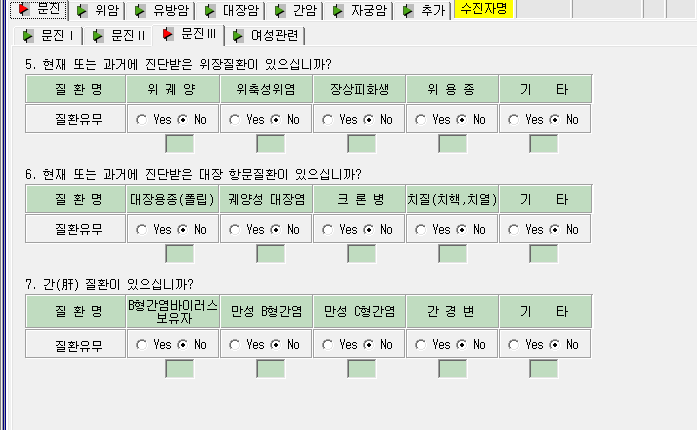 문진 위암 유방암 대장암 간암 자궁암 추가 수진자명
문진Ⅰ 문진Ⅱ 문진Ⅲ 여성관련
5. 현재 또는 과거에 진단받은 위장질환이 있으십니까?
질 환 명 위 궤 양 위축성위염 장상피화생 위 용 종 기 타
질환유무 Yes No Yes No Yes No Yes No Yes No
6. 현재 또는 과거에 진단받은 대장 항문질환이 있으십니까?
질 환 명 대장용종(폴립) 궤양성 대장염 크 론 병 치질(치핵,치열) 기 타
질환유무 Yes No Yes No Yes No Yes No Yes No
7. 간(肝) 질환이 있으십니까?
질 환 명 B형간염바이러스 보유자 만성 B형간염 만성 C형간염 간 경 변 기 타
질환유무 Yes No Yes No Yes No Yes No Yes No